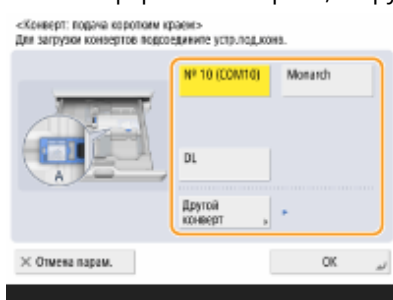 <Конверт: подача коротким краем>
Для загрузки конвертов подсоедините устр.под.конв.
№ 10 (COM10) Monarch
A
DL
Другой
конверт
× Отмена парам. OK